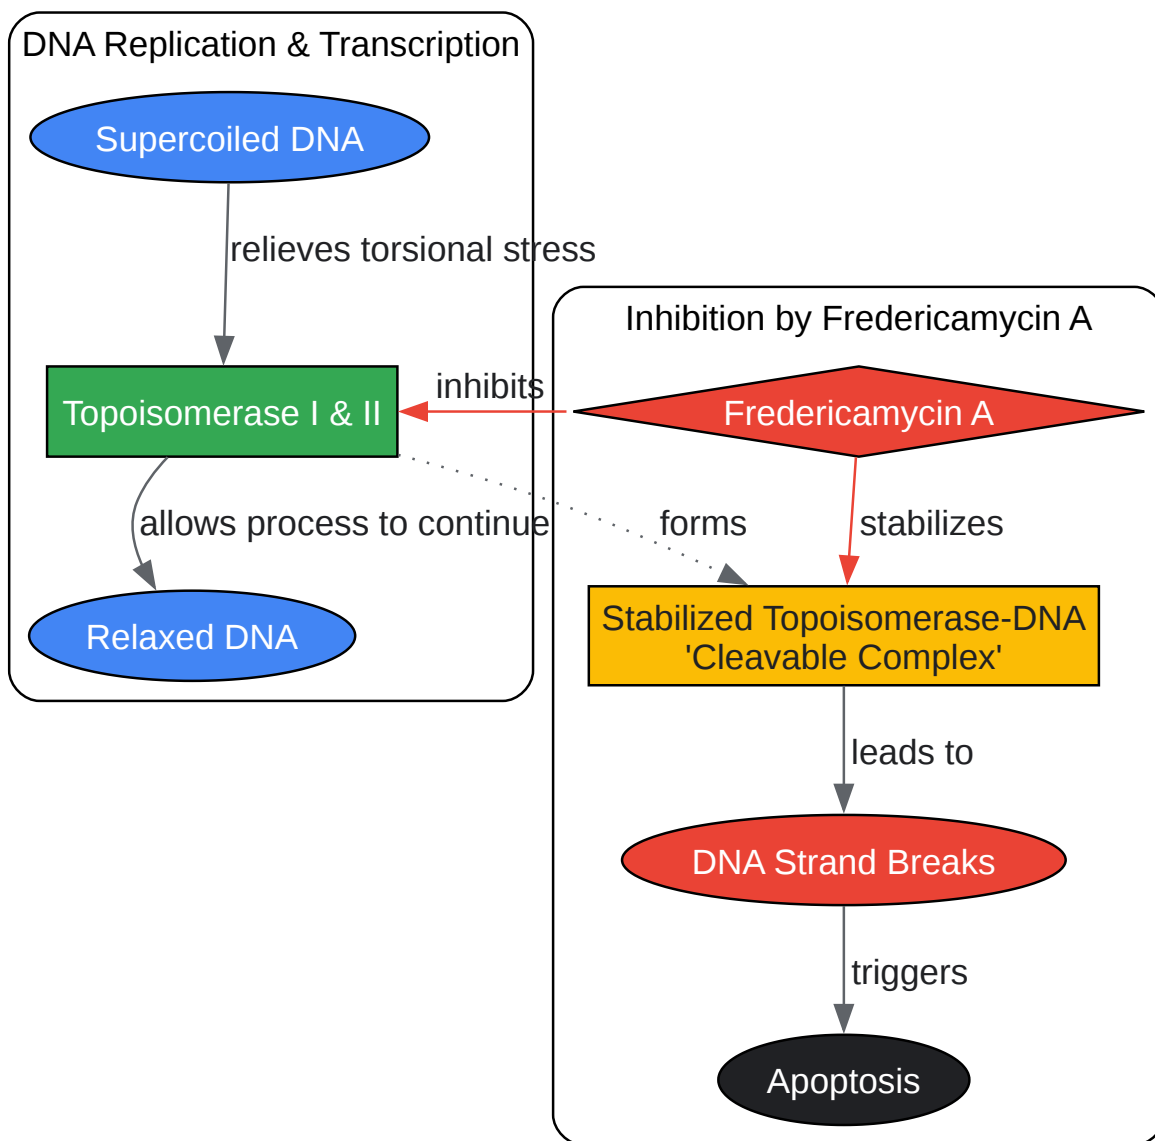 DNA Replication & Transcription
Supercoiled DNA
relieves torsional stress
Inhibition by Fredericamycin A
inhibits
Topoisomerase I & II
Fredericamycin A
allows process to continue
forms
stabilizes
Stabilized Topoisomerase-DNA
'Cleavable Complex'
Relaxed DNA
leads to
DNA Strand Breaks
triggers
Apoptosis